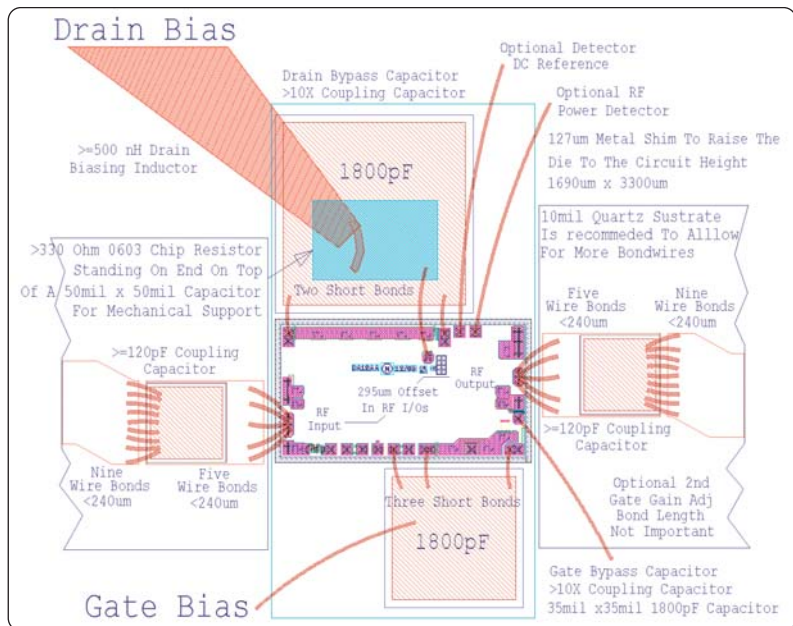 Drain Bias
Optional Detector
DC Reference
Drain Bypass Capacitor
>10X Coupling Capacitor
Optional RF
Power Detector
>=500 nH Drain
Biasing Inductor
1800pF
127um Metal Shim To Raise The
Die To The Circuit Height
1690um x 3300um
10mil Quartz Sustrate
Is recommeded To Alllow
For More Bondwires
>330 Ohm 0603 Chip Resistor
Standing On End On Top
Of A 50mil x 50mil Capacitor
For Mechanical Support
Two Short Bonds
Five
Wire Bonds
<240um
Nine
Wire Bonds
<240um
>=120pF Coupling
Capacitor
295um Offset
In RF I/Os
RF
Output
RF
Input
>=120pF Coupling
Capacitor
Nine
Wire Bonds
<240um
Five
Wire Bonds
<240um
Three Short Bonds
1800pF
Optional 2nd
Gate Gain Adj
Bond Length
Not Important
Gate Bias
Gate Bypass Capacitor
>10X Coupling Capacitor
35mil x35mil 1800pF Capacitor